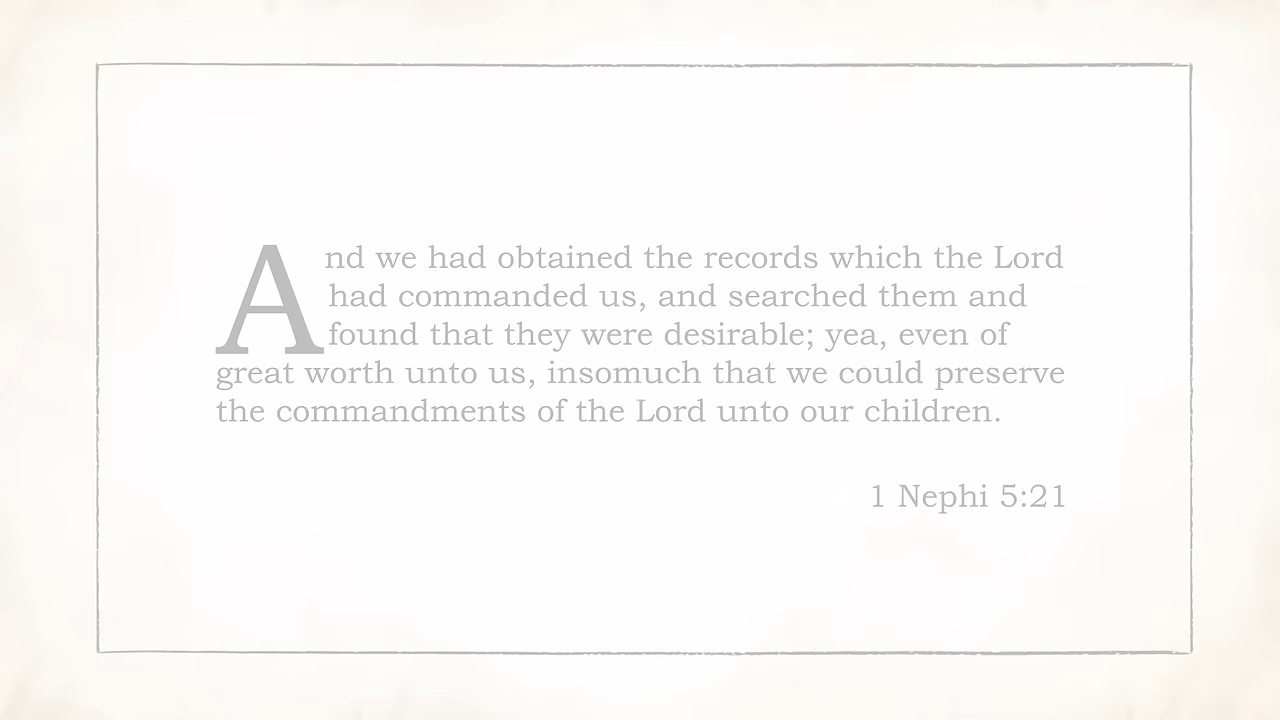 And we had obtained the records which the Lord
had commanded us, and searched them and
found that they were desirable; yea, even of
great worth unto us, insomuch that we could preserve
the commandments of the Lord unto our children.
1 Nephi 5:21